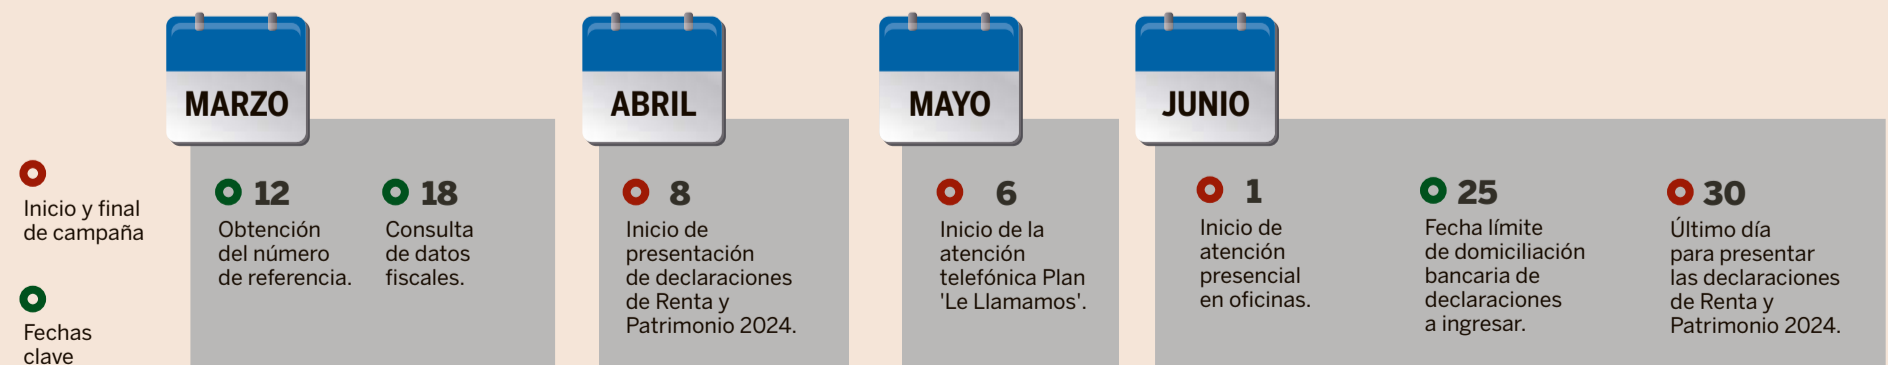 MARZO
ABRIL
MAYO
JUNIO
Inicio y final
de campaña
Fechas
clave
12
Obtención
del número
de referencia.
18
Consulta
de datos
fiscales.
8
Inicio de
presentación
de declaraciones
de Renta y
Patrimonio 2024.
6
Inicio de la
atención
telefónica Plan
'Le Llamamos'.
1
Inicio de
atención
presencial
en oficinas.
25
Fecha límite
de domiciliación
bancaria de
declaraciones
a ingresar.
30
Último día
para presentar
las declaraciones
de Renta y
Patrimonio 2024.